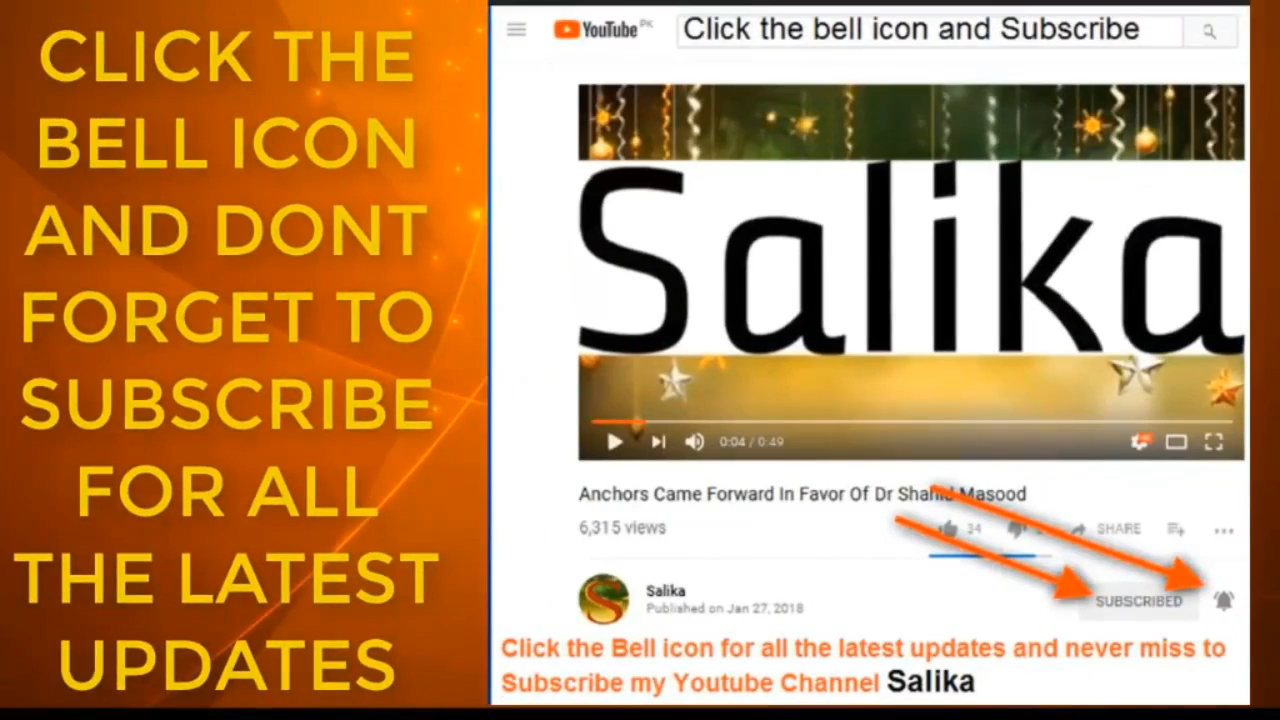 CLICK THE
BELL ICON
AND DONT
FORGET TO
SUBSCRIBE
FOR ALL
THE LATEST
UPDATES
YouTube PK
Click the bell icon and Subscribe
Salika
0:04 / 0:49
Anchors Came Forward In Favor Of Dr Shahid Masood
6,315 views
34
SHARE
Salika
Published on Jan 27, 2018
SUBSCRIBED
Click the Bell icon for all the latest updates and never miss to
Subscribe my Youtube Channel Salika